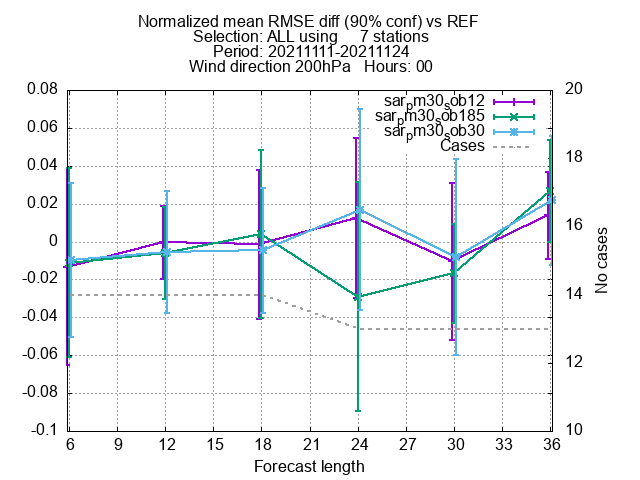 Normalized mean RMSE diff (90% conf) vs REF
Selection: ALL using 7 stations
Period: 20211111-20211124
Wind direction 200hPa Hours: 00
sarpm30sob12
sarpm30sob185
sarpm30sob30
Cases
0.08
0.06
0.04
0.02
0
-0.02
-0.04
-0.06
-0.08
-0.1
20
18
16
14
12
10
No cases
6 9 12 15 18 21 24 27 30 33 36
Forecast length